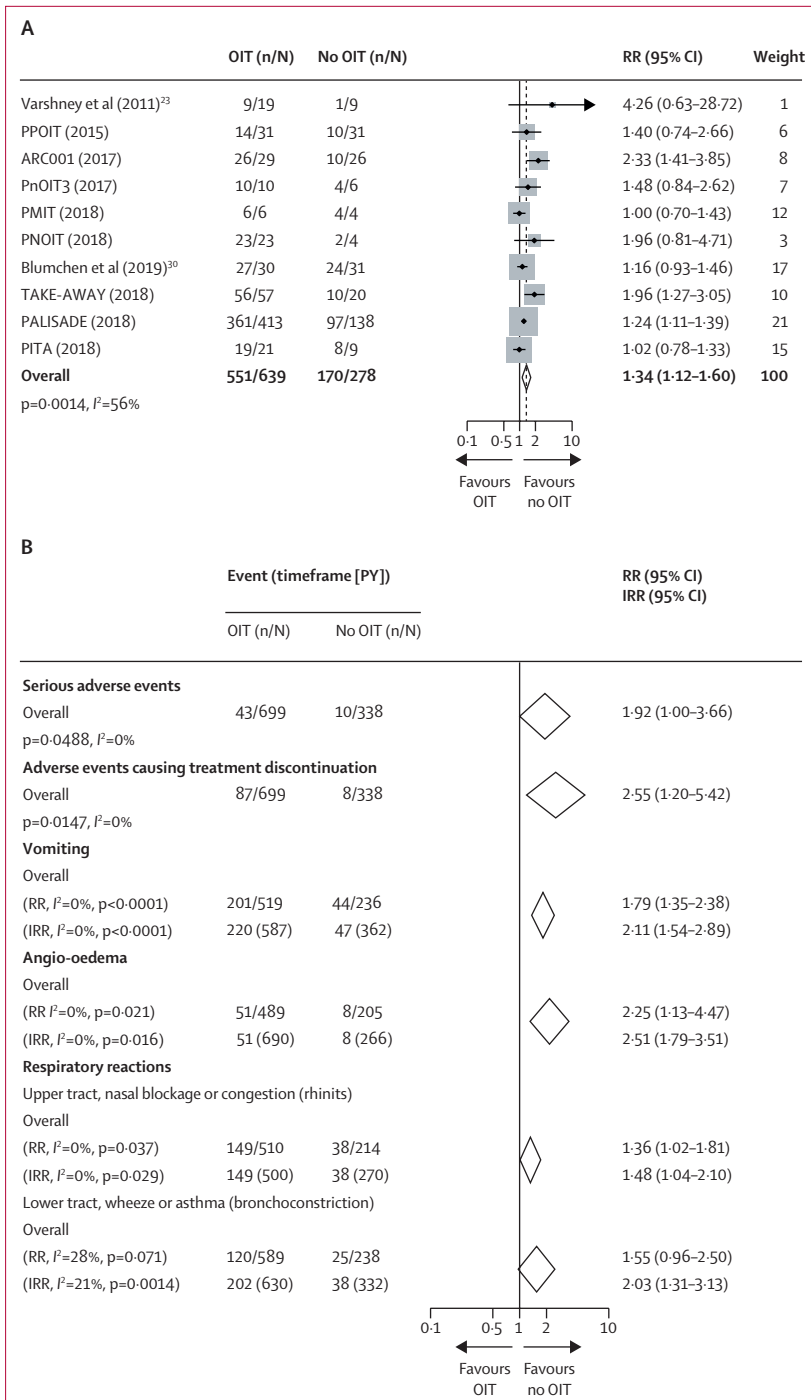 A
OIT (n/N) No OIT (n/N) RR (95% CI) Weight
Varshney et al (2011)²³ 9/19 1/9 4·26 (0·63–28·72) 1
PPOIT (2015) 14/31 10/31 1·40 (0·74–2·66) 6
ARC001 (2017) 26/29 10/26 2·33 (1·41–3·85) 8
PnOIT3 (2017) 10/10 4/6 1·48 (0·84–2·62) 7
PMIT (2018) 6/6 4/4 1·00 (0·70–1·43) 12
PNOIT (2018) 23/23 2/4 1·96 (0·81–4·71) 3
Blumchen et al (2019)³⁰ 27/30 24/31 1·16 (0·93–1·46) 17
TAKE-AWAY (2018) 56/57 10/20 1·96 (1·27–3·05) 10
PALISADE (2018) 361/413 97/138 1·24 (1·11–1·39) 21
PITA (2018) 19/21 8/9 1·02 (0·78–1·33) 15
Overall 551/639 170/278 1·34 (1·12–1·60) 100
p=0·0014, I²=56%
0·1 0·5 1 2 10
Favours OIT Favours no OIT
B
Event (timeframe [PY]) RR (95% CI)
IRR (95% CI)
OIT (n/N) No OIT (n/N)
Serious adverse events
Overall 43/699 10/338 1·92 (1·00–3·66)
p=0·0488, I²=0%
Adverse events causing treatment discontinuation
Overall 87/699 8/338 2·55 (1·20–5·42)
p=0·0147, I²=0%
Vomiting
Overall
(RR, I²=0%, p<0·0001) 201/519 44/236 1·79 (1·35–2·38)
(IRR, I²=0%, p<0·0001) 220 (587) 47 (362) 2·11 (1·54–2·89)
Angio-oedema
Overall
(RR I²=0%, p=0·021) 51/489 8/205 2·25 (1·13–4·47)
(IRR, I²=0%, p=0·016) 51 (690) 8 (266) 2·51 (1·79–3·51)
Respiratory reactions
Upper tract, nasal blockage or congestion (rhinits)
Overall
(RR, I²=0%, p=0·037) 149/510 38/214 1·36 (1·02–1·81)
(IRR, I²=0%, p=0·029) 149 (500) 38 (270) 1·48 (1·04–2·10)
Lower tract, wheeze or asthma (bronchoconstriction)
Overall
(RR, I²=28%, p=0·071) 120/589 25/238 1·55 (0·96–2·50)
(IRR, I²=21%, p=0·0014) 202 (630) 38 (332) 2·03 (1·31–3·13)
0·1 0·5 1 2 10
Favours OIT Favours no OIT